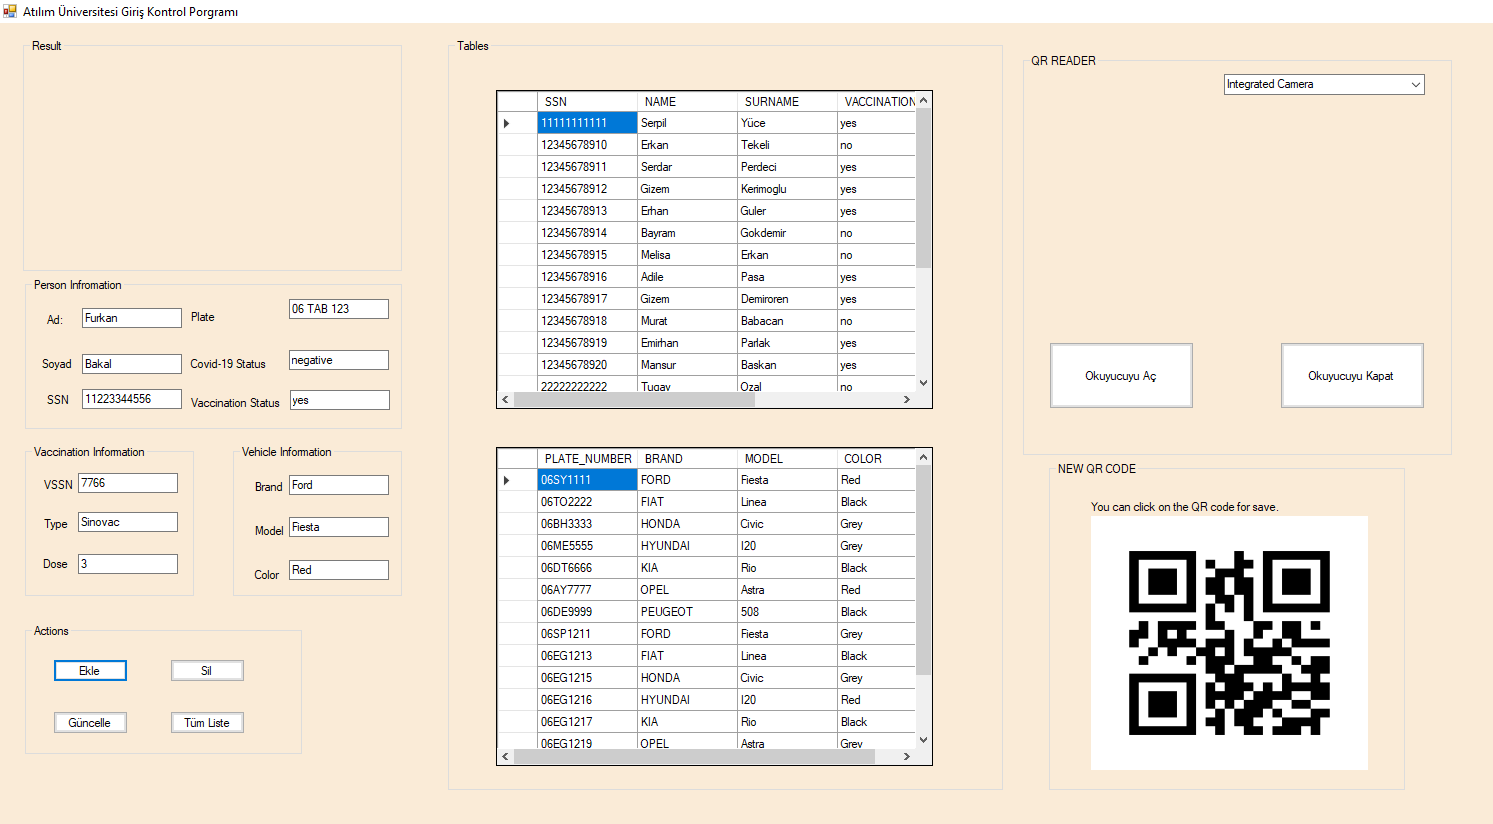 Atılım Üniversitesi Giriş Kontrol Porgramı
Result
Person Infromation
Ad: Furkan Plate 06 TAB 123
Soyad Bakal Covid-19 Status negative
SSN 11223344556 Vaccination Status yes
Vaccination Information
VSSN 7766
Type Sinovac
Dose 3
Vehicle Information
Brand Ford
Model Fiesta
Color Red
Actions
Ekle Sil
Güncelle Tüm Liste
Tables
SSN NAME SURNAME VACCINATION
11111111111 Serpil Yüce yes
12345678910 Erkan Tekeli no
12345678911 Serdar Perdeci yes
12345678912 Gizem Kerimoglu yes
12345678913 Erhan Guler yes
12345678914 Bayram Gokdemir no
12345678915 Melisa Erkan no
12345678916 Adile Pasa yes
12345678917 Gizem Demiroren yes
12345678918 Murat Babacan no
12345678919 Emirhan Parlak yes
12345678920 Mansur Baskan yes
22222222222 Tugay Ozal no
PLATE_NUMBER BRAND MODEL COLOR
06SY1111 FORD Fiesta Red
06TO2222 FIAT Linea Black
06BH3333 HONDA Civic Grey
06ME5555 HYUNDAI I20 Grey
06DT6666 KIA Rio Black
06AY7777 OPEL Astra Red
06DE9999 PEUGEOT 508 Black
06SP1211 FORD Fiesta Grey
06EG1213 FIAT Linea Black
06EG1215 HONDA Civic Grey
06EG1216 HYUNDAI I20 Red
06EG1217 KIA Rio Black
06EG1219 OPEL Astra Grey
QR READER
Integrated Camera
Okuyucuyu Aç Okuyucuyu Kapat
NEW QR CODE
You can click on the QR code for save.